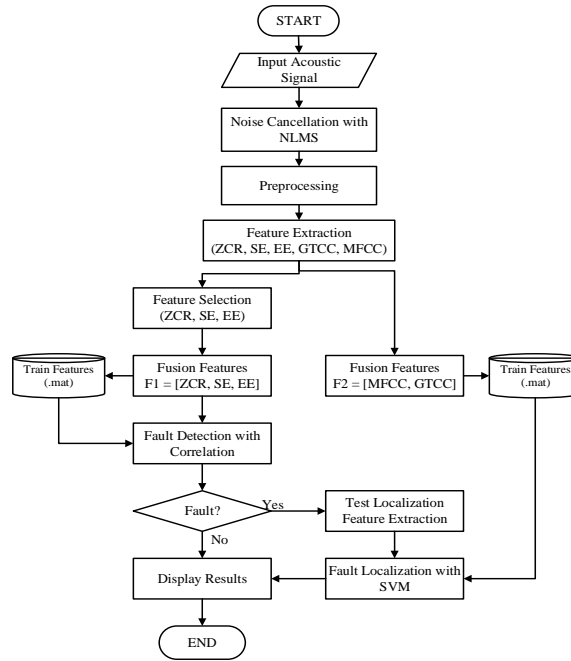 START
Input Acoustic
Signal
Noise Cancellation with
NLMS
Preprocessing
Feature Extraction
(ZCR, SE, EE, GTCC, MFCC)
Feature Selection
(ZCR, SE, EE)
Train Features
(.mat)
Fusion Features
F1 = [ZCR, SE, EE]
Fusion Features
F2 = [MFCC, GTCC]
Train Features
(.mat)
Fault Detection with
Correlation
Fault?
Yes
Test Localization
Feature Extraction
No
Display Results
Fault Localization with
SVM
END